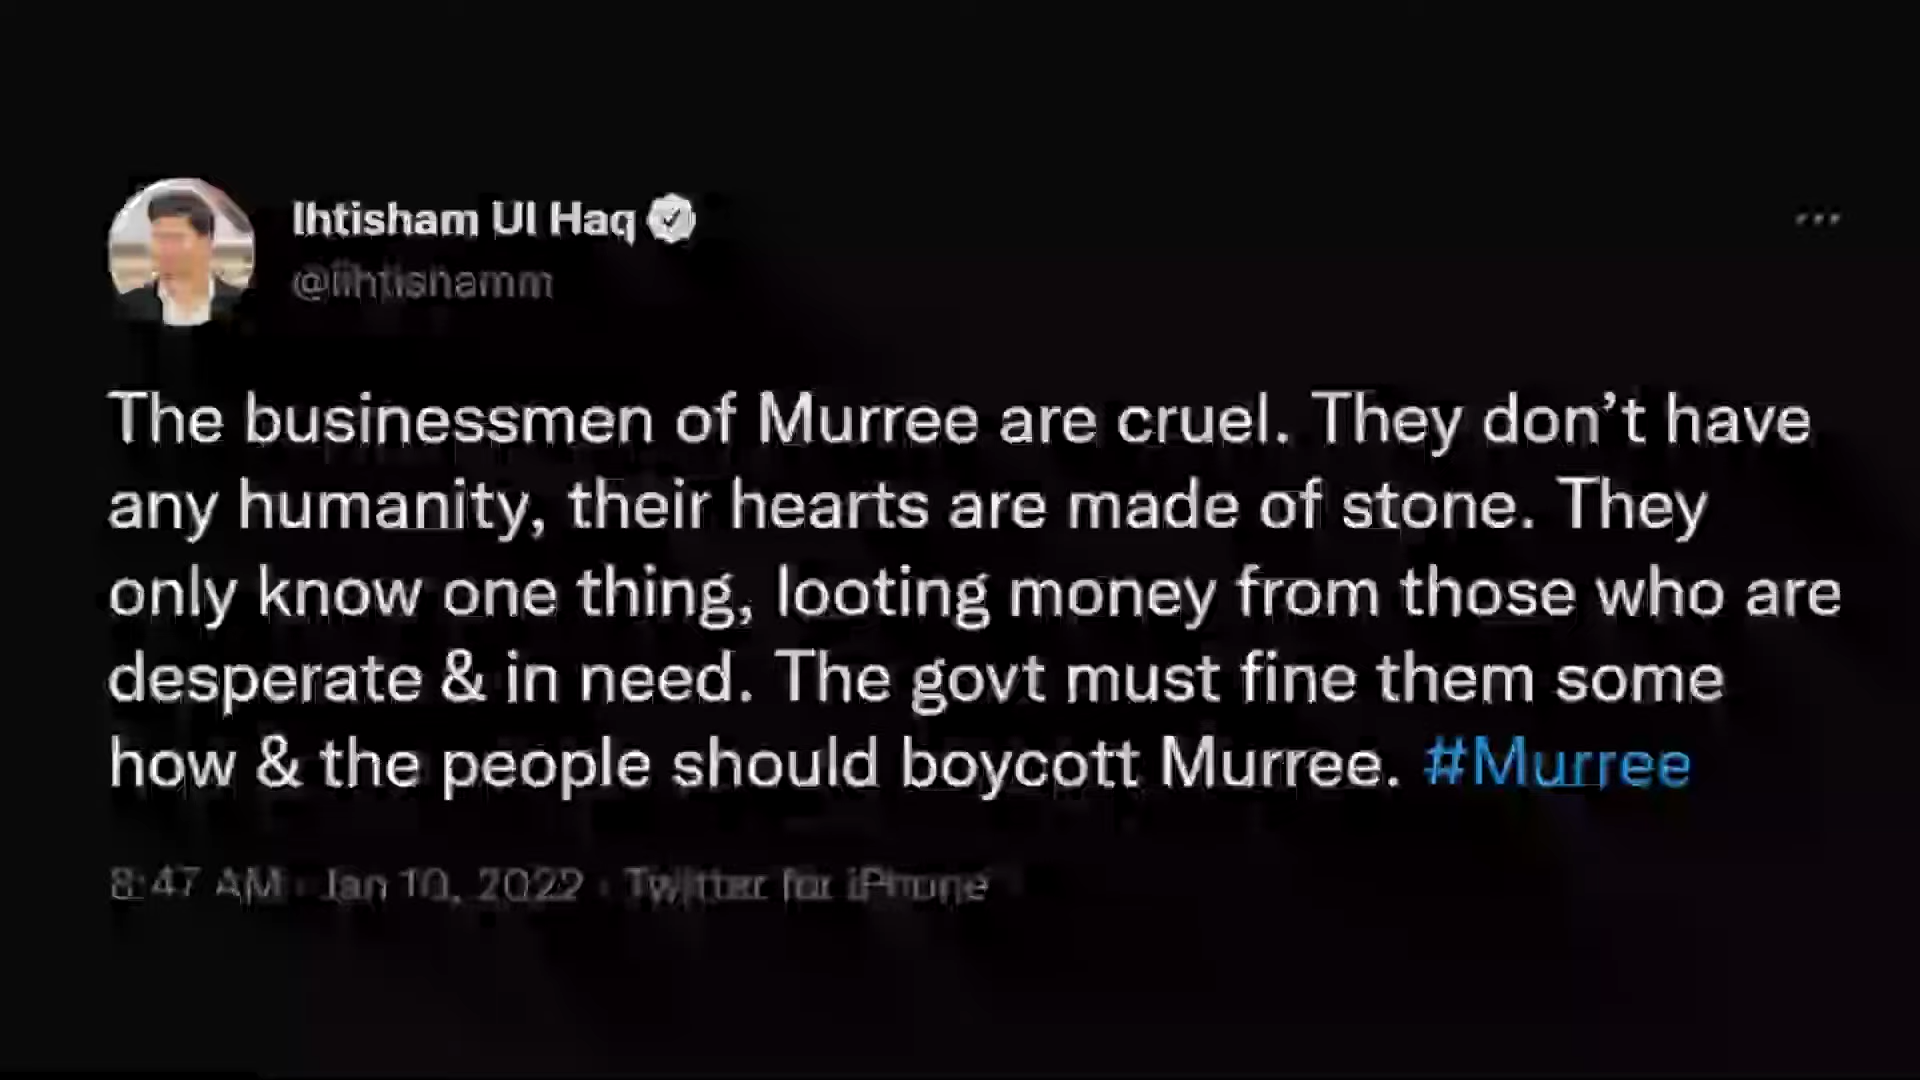 Ihtisham Ul Haq
@iihtishamm
The businessmen of Murree are cruel. They don’t have
any humanity, their hearts are made of stone. They
only know one thing, looting money from those who are
desperate & in need. The govt must fine them some
how & the people should boycott Murree. #Murree
8:47 AM · Jan 10, 2022 · Twitter for iPhone